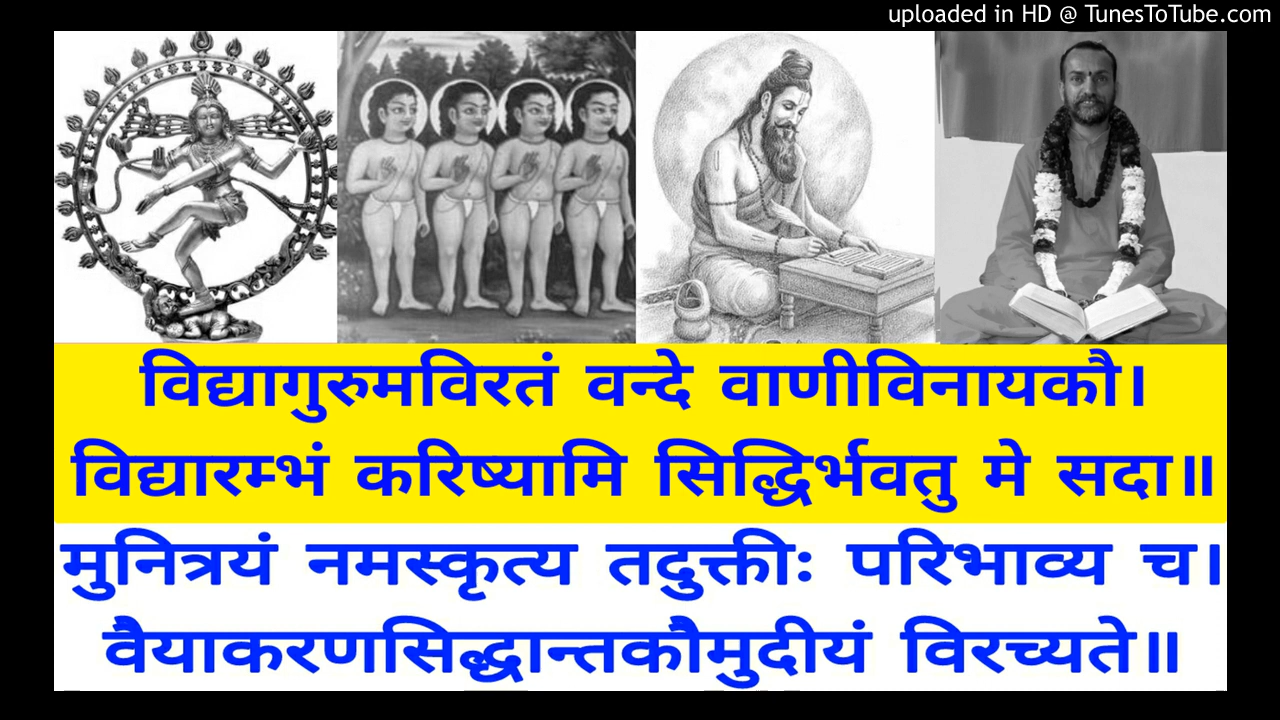 uploaded in HD @ TunesToTube.com
विद्यागुरुमविरतं वन्दे वाणीविनायकौ।
विद्यारम्भं करिष्यामि सिद्धिर्भवतु मे सदा॥
मुनित्रयं नमस्कृत्य तदुक्तीः परिभाव्य च।
वैयाकरणसिद्धान्तकौमुदीयं विरच्यते॥